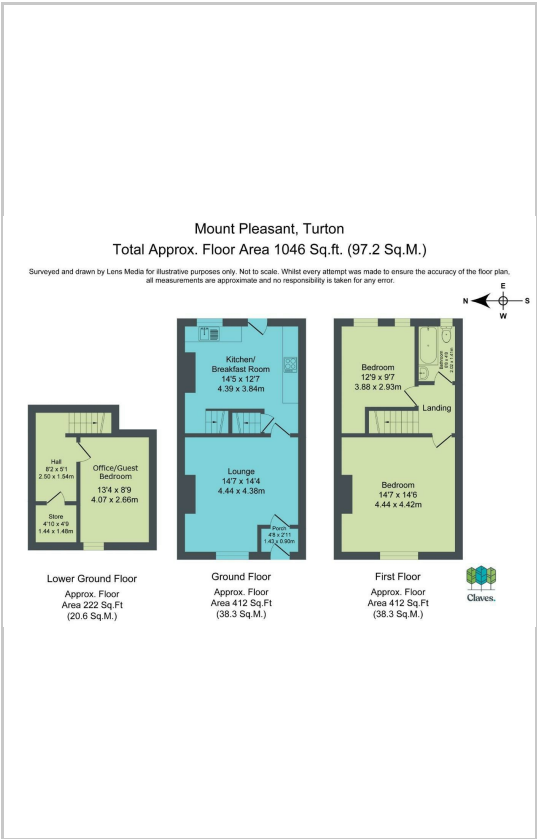 Mount Pleasant, Turton
Total Approx. Floor Area 1046 Sq.ft. (97.2 Sq.M.)
Surveyed and drawn by Lens Media for illustrative purposes only. Not to scale. Whilst every attempt was made to ensure the accuracy of the floor plan,
all measurements are approximate and no responsibility is taken for any error.
E
N
S
W
Hall
8'2 x 5'1
2.50 x 1.54m
Office/Guest
Bedroom
13'4 x 8'9
4.07 x 2.66m
Store
4'10 x 4'9
1.44 x 1.48m
Lower Ground Floor
Approx. Floor
Area 222 Sq.Ft
(20.6 Sq.M.)
Kitchen/
Breakfast Room
14'5 x 12'7
4.39 x 3.84m
Lounge
14'7 x 14'4
4.44 x 4.38m
Porch
4'8 x 2'11
1.43 x 0.90m
Ground Floor
Approx. Floor
Area 412 Sq.Ft
(38.3 Sq.M.)
Bedroom
12'9 x 9'7
3.88 x 2.93m
Bathroom
Landing
Bedroom
14'7 x 14'6
4.44 x 4.42m
First Floor
Approx. Floor
Area 412 Sq.Ft
(38.3 Sq.M.)
Claves.